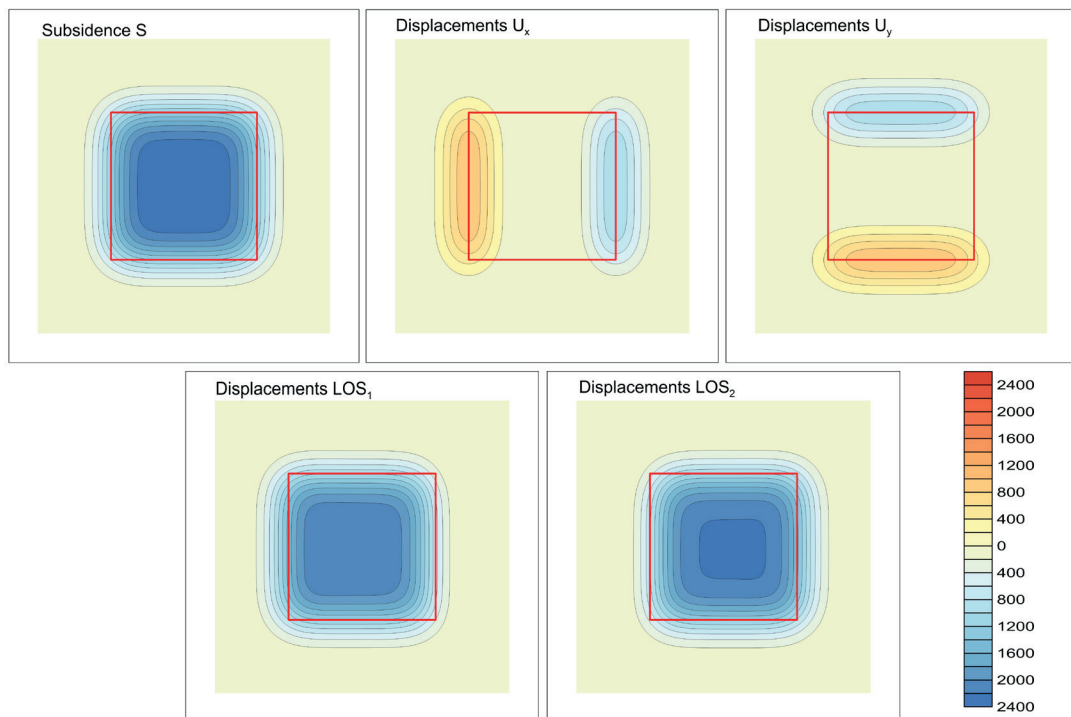 Subsidence S
Displacements Uₓ
Displacements U_y
Displacements LOS₁
Displacements LOS₂
2400
2000
1600
1200
800
400
0
400
800
1200
1600
2000
2400